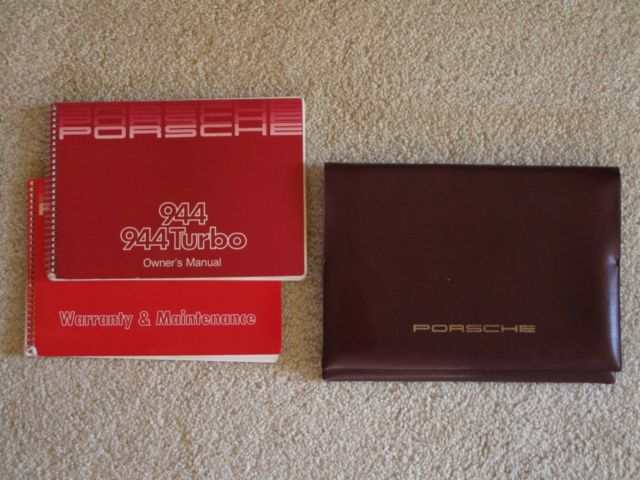 PORSCHE
944
944 Turbo
Owner's Manual
Warranty & Maintenance
PORSCHE